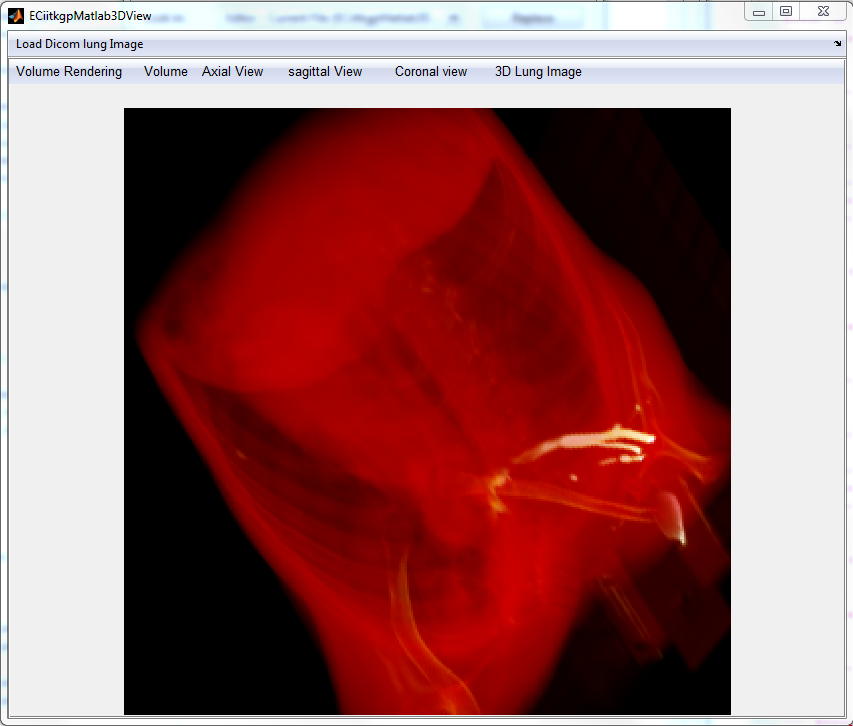 ECiitkgpMatlab3DView
Load Dicom lung Image
Volume Rendering Volume Axial View sagittal View Coronal view 3D Lung Image